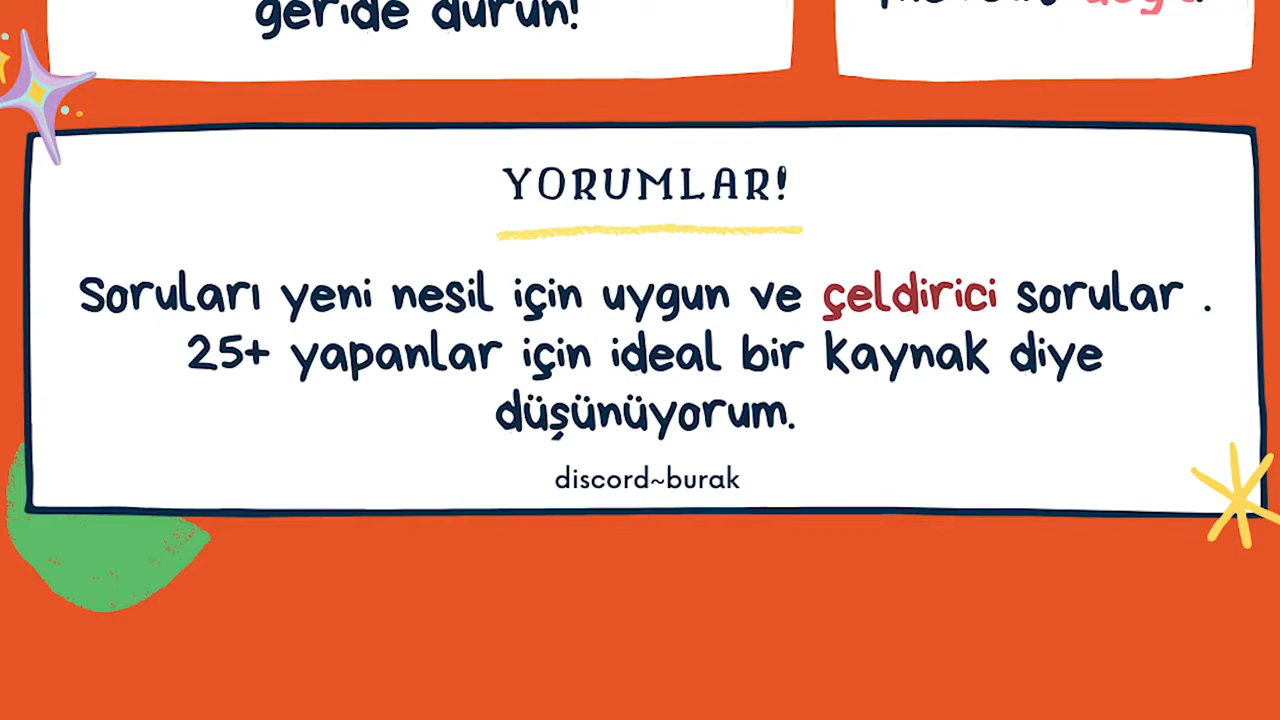 geride durun!
YORUMLAR!
Soruları yeni nesil için uygun ve çeldirici sorular .
25+ yapanlar için ideal bir kaynak diye
düşünüyorum.
discord~burak